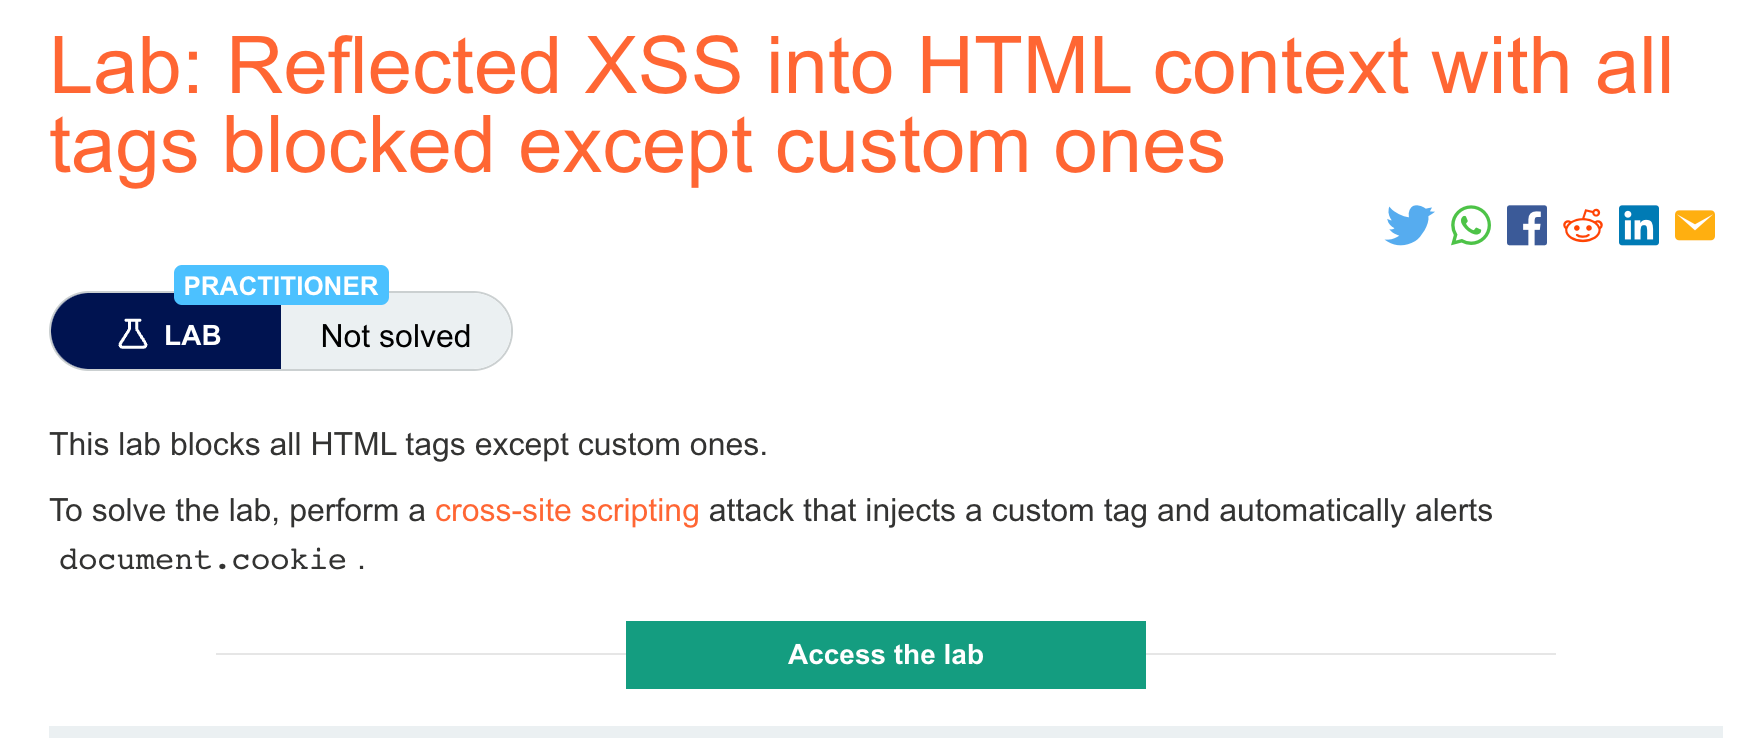 Lab: Reflected XSS into HTML context with all
tags blocked except custom ones
PRACTITIONER
LAB
Not solved
This lab blocks all HTML tags except custom ones.
To solve the lab, perform a cross-site scripting attack that injects a custom tag and automatically alerts
document.cookie .
Access the lab